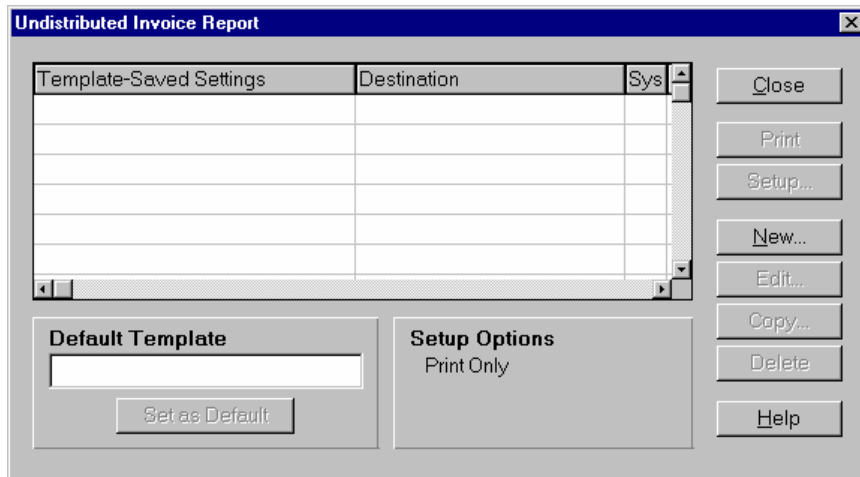 Undistributed Invoice Report
Template-Saved Settings Destination Sys
Close
Print
Setup...
New...
Edit...
Copy...
Delete
Help
Default Template
Set as Default
Setup Options
Print Only